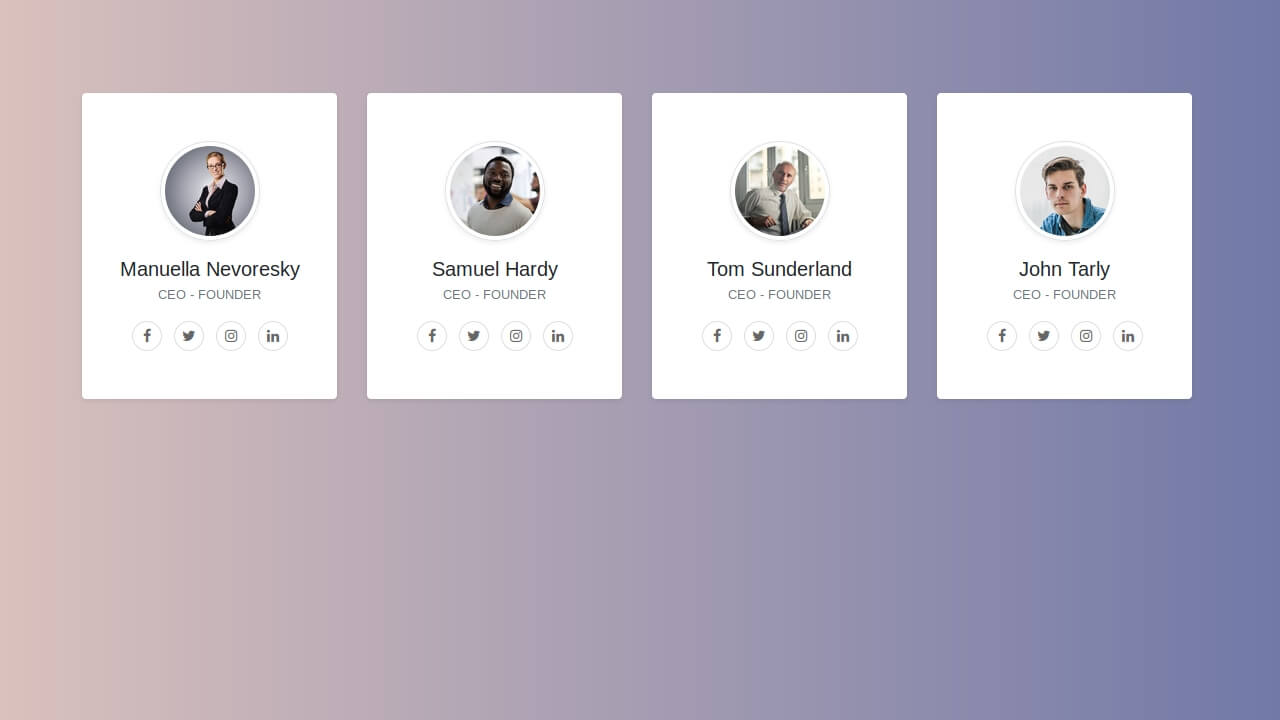 Manuella Nevoresky
CEO - FOUNDER
Samuel Hardy
CEO - FOUNDER
Tom Sunderland
CEO - FOUNDER
John Tarly
CEO - FOUNDER